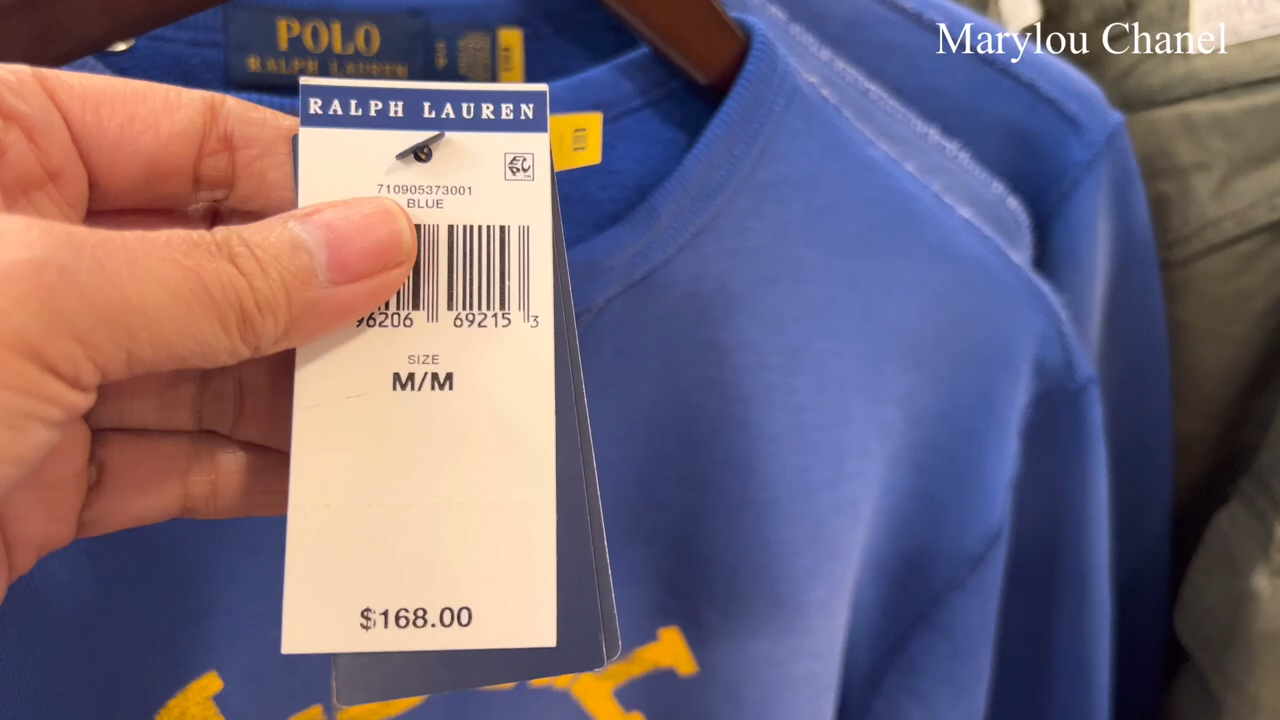 Marylou Chanel
POLO
RALPH LAUREN
RALPH LAUREN
710905373001
BLUE
96206 69215 3
SIZE
M/M
$168.00